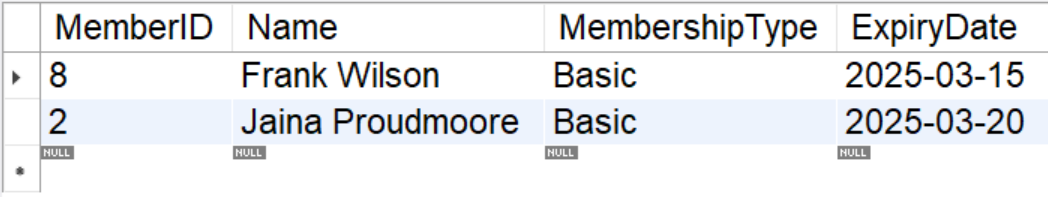 MemberID Name MembershipType ExpiryDate
8 Frank Wilson Basic 2025-03-15
2 Jaina Proudmoore Basic 2025-03-20
NULL NULL NULL NULL